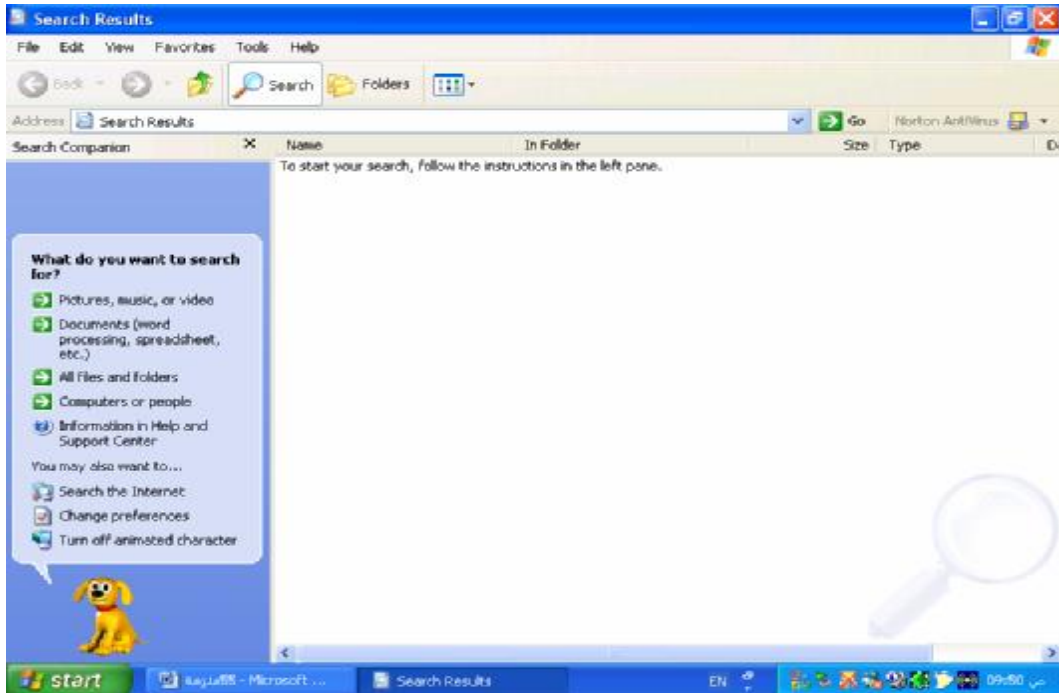 Search Results
File Edit View Favorites Tools Help
Back Search Folders
Address Search Results Go Norton AntiVirus
Search Companion Name In Folder Size Type
To start your search, follow the instructions in the left pane.
What do you want to search
for?
Pictures, music, or video
Documents (word
processing, spreadsheet,
etc.)
All files and folders
Computers or people
Information in Help and
Support Center
You may also want to...
Search the Internet
Change preferences
Turn off animated character
start - Microsoft ... Search Results EN 09:50 ص